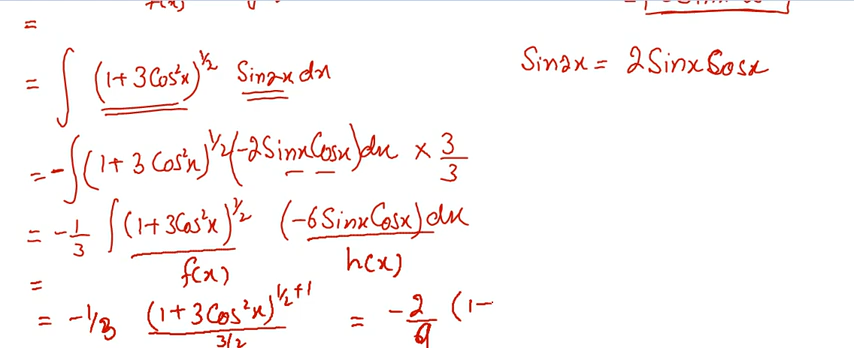 f(x)
=
= ∫ (1+3Cos²x)^1/2 Sin2x dx
Sin2x = 2SinxCosx
= -∫(1+3Cos²x)^1/2(-2SinxCosx)dx × 3/3
= -1/3 ∫(1+3Cos²x)^1/2 (-6SinxCosx)dx
f(x) h(x)
=
= -1/3 (1+3Cos²x)^1/2+1 / 3/2 = -2/9 (1-